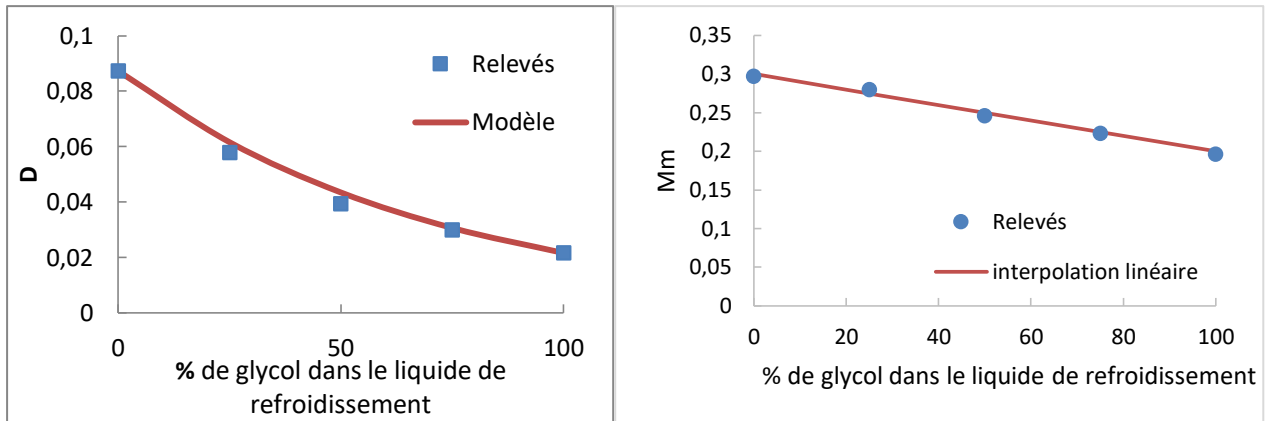 0,1
0,08
0,06
0,04
0,02
0
D
Relevés
Modèle
0
50
100
% de glycol dans le liquide de
refroidissement
0,35
0,3
0,25
0,2
0,15
0,1
0,05
0
Mm
Relevés
interpolation linéaire
0
20
40
60
80
100
% de glycol dans le liquide de refroidissement